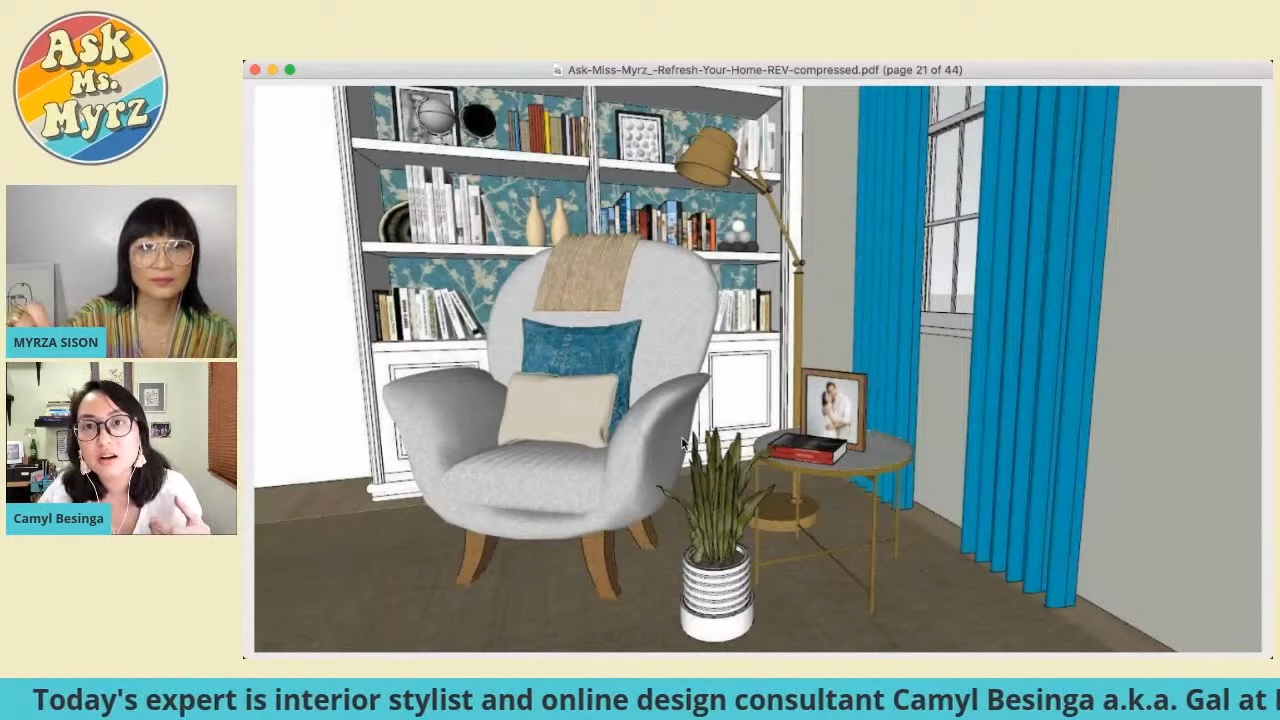 Ask
Ms.
Myrz
Ask-Miss-Myrz_-Refresh-Your-Home-REV-compressed.pdf (page 21 of 44)
MYRZA SISON
Camyl Besinga
Today's expert is interior stylist and online design consultant Camyl Besinga a.k.a. Gal at